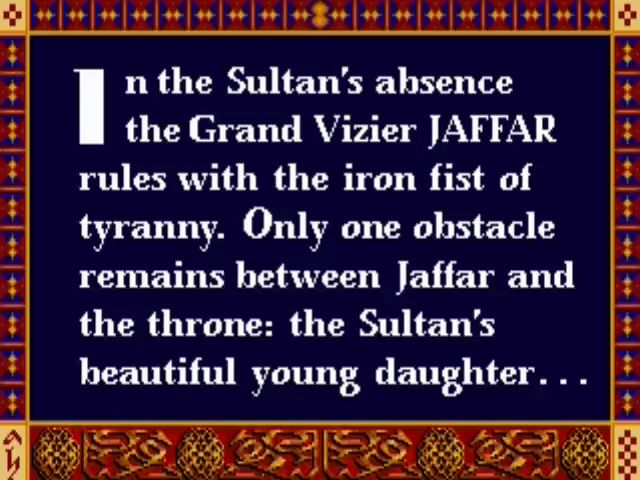 In the Sultan's absence
the Grand Vizier JAFFAR
rules with the iron fist of
tyranny. Only one obstacle
remains between Jaffar and
the throne: the Sultan's
beautiful young daughter...